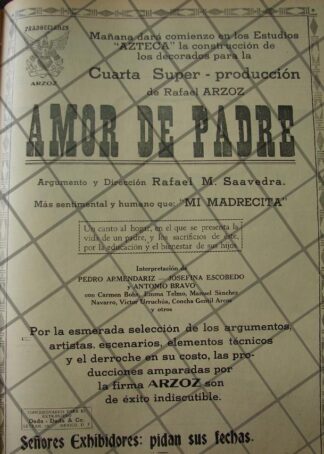 PRODUCCIONES
ARZOZ
Mañana dará comienzo en los Estudios
"AZTECA" la construcción de
los decorados para la
Cuarta Super - producción
de Rafael ARZOZ
AMOR DE PADRE
Argumento y Dirección Rafael M. Saavedra.
Más sentimental y humano que: "MI MADRECITA"
Un canto al hogar, en el que se presenta la
vida de un padre, y los sacrificios de éste,
por la educación y el bienestar de sus hijos.
Interpretación de
PEDRO ARMENDARIZ — JOSEFINA ESCOBEDO
y ANTONIO BRAVO
con Carmen Emma Telmo, Manuel Sánchez
Navarro, Víctor Urruchúa, Concha Gentil Arcos
y otros
Por la esmerada selección de los argumentos,
artistas, escenarios, elementos técnicos
y el derroche en su costo, las pro-
ducciones amparadas por
la firma ARZOZ son
de éxito indiscutible.
Dada - Dada & Co.
MEXICO D F
Señores Exhibidores: pidan sus fechas.